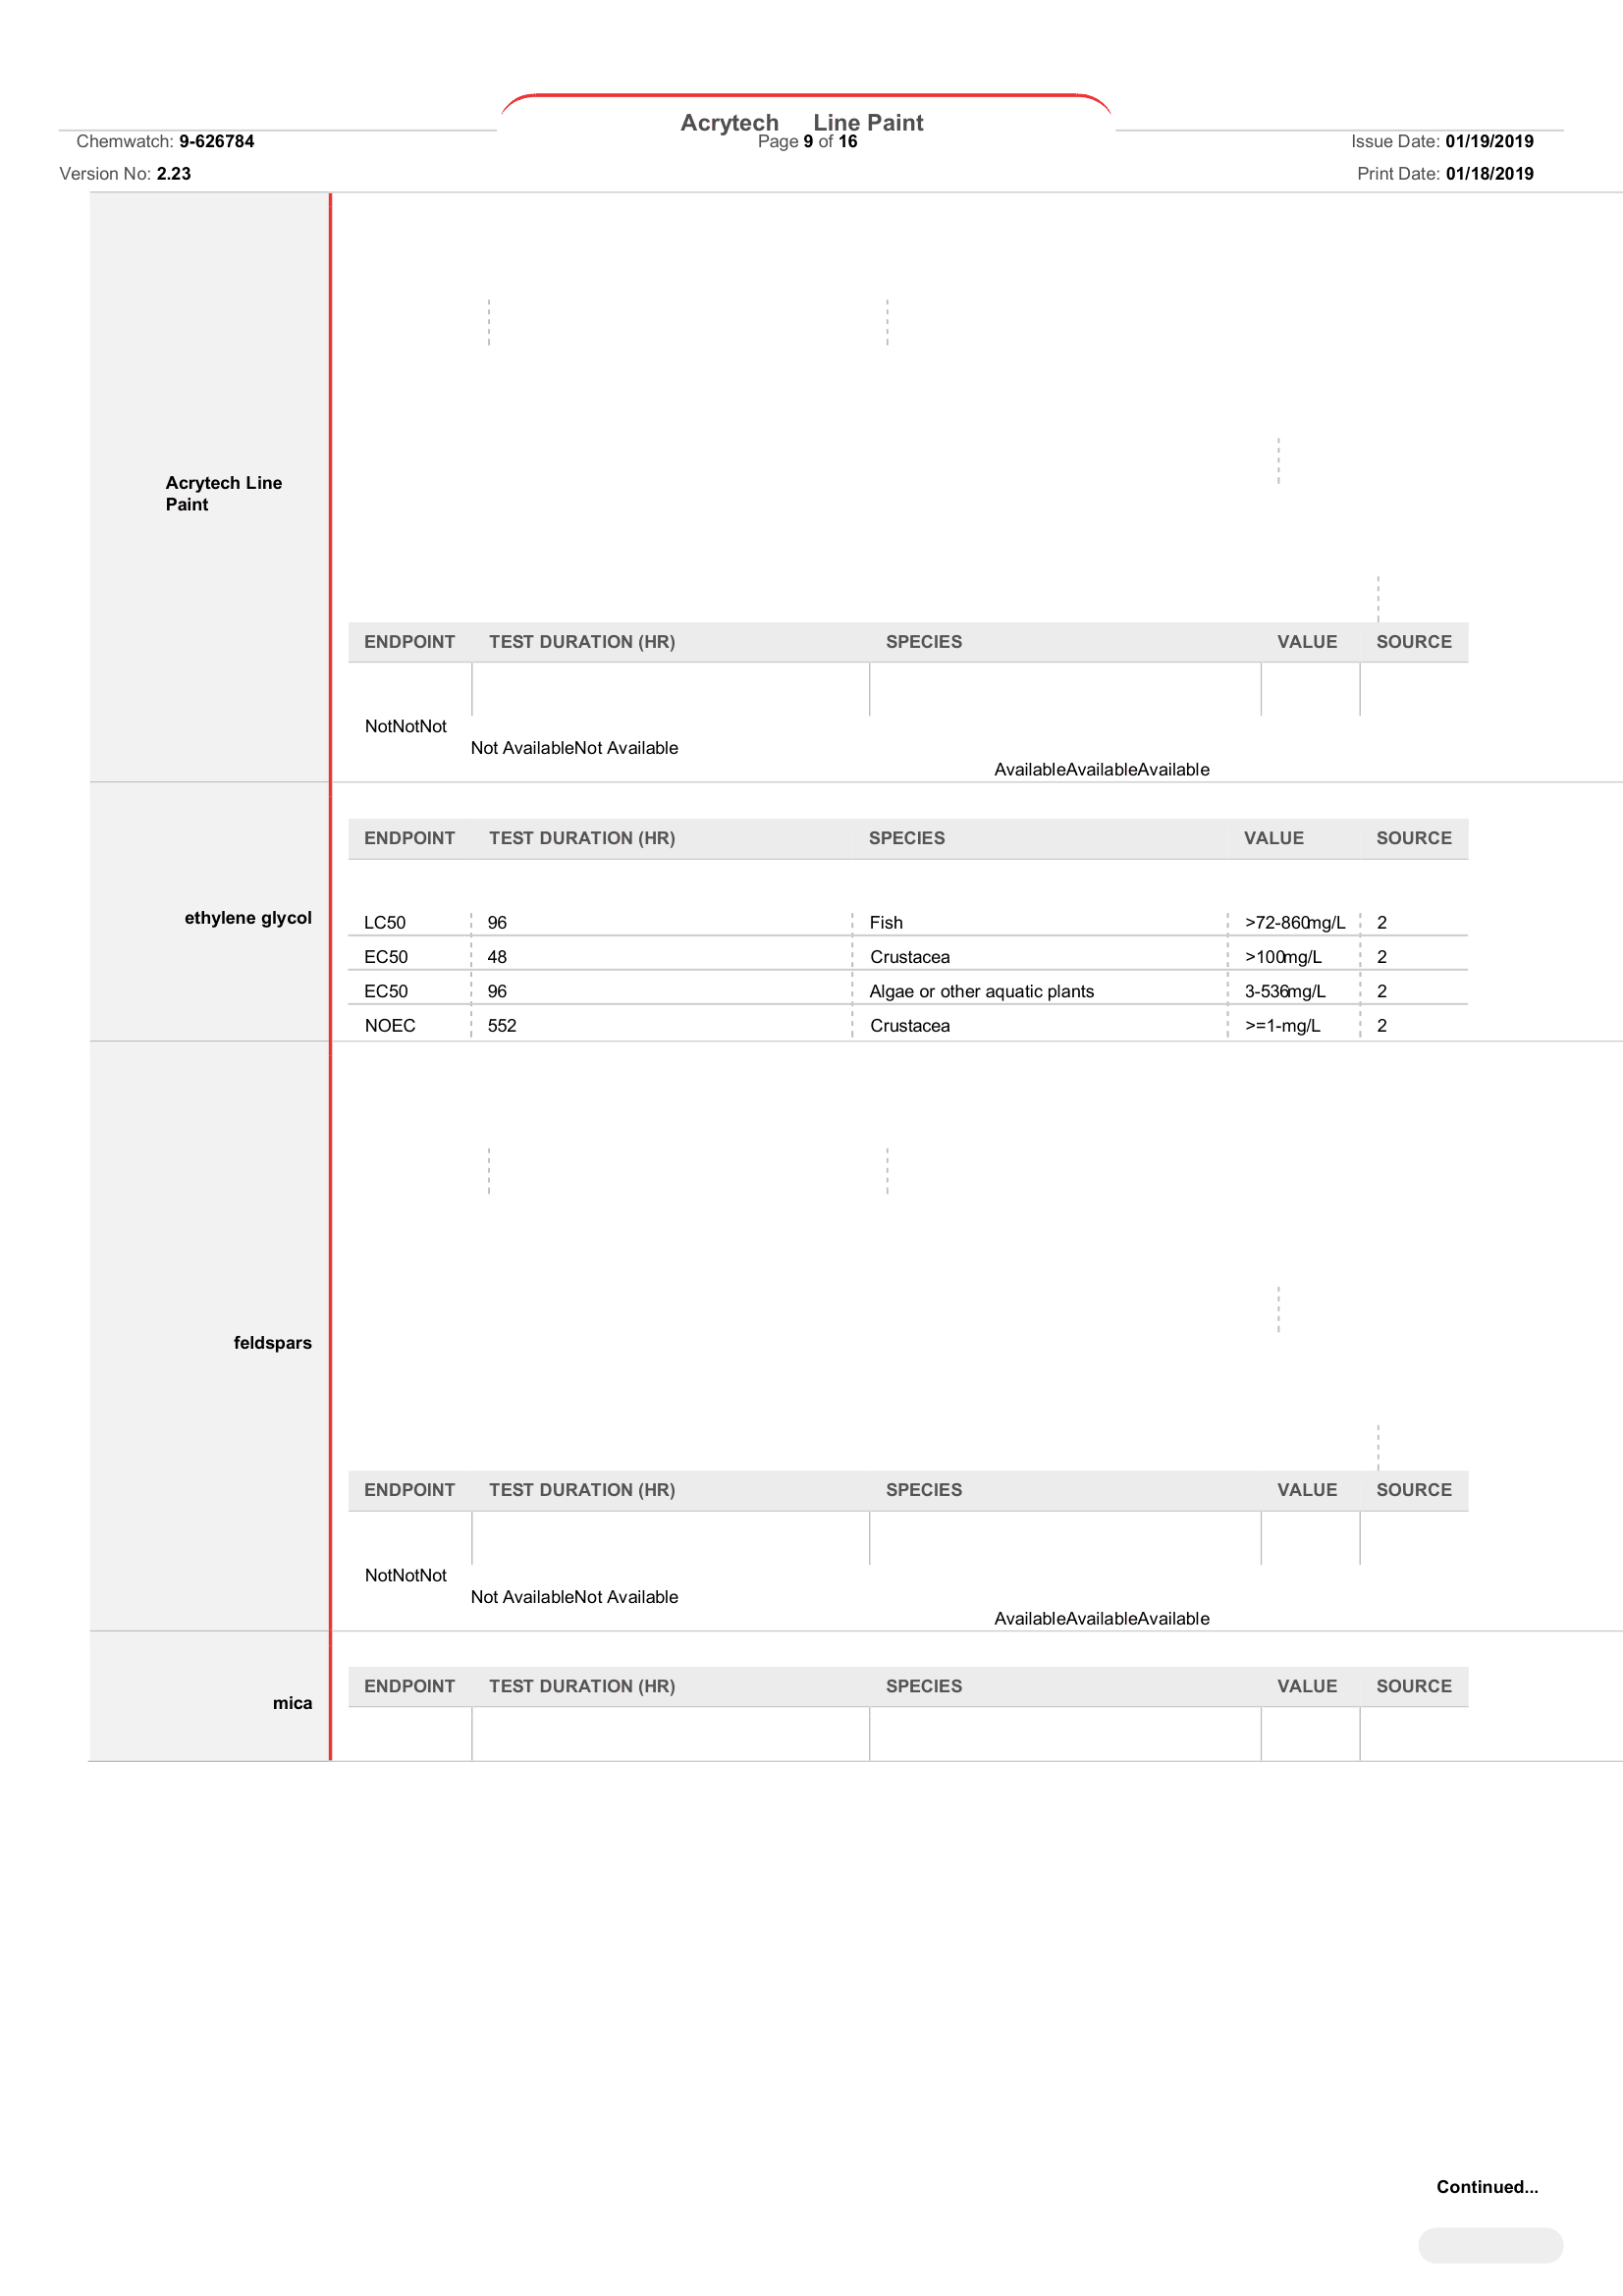 Acrytech Line Paint
Chemwatch: 9-626784 Page 9 of 16 Issue Date: 01/19/2019
Version No: 2.23 Print Date: 01/18/2019
Acrytech Line
Paint
ENDPOINT TEST DURATION (HR) SPECIES VALUE SOURCE
NotNotNot
Not AvailableNot Available
AvailableAvailableAvailable
ethylene glycol
ENDPOINT TEST DURATION (HR) SPECIES VALUE SOURCE
LC50 96 Fish >72-860mg/L 2
EC50 48 Crustacea >100mg/L 2
EC50 96 Algae or other aquatic plants 3-536mg/L 2
NOEC 552 Crustacea >=1-mg/L 2
feldspars
ENDPOINT TEST DURATION (HR) SPECIES VALUE SOURCE
NotNotNot
Not AvailableNot Available
AvailableAvailableAvailable
mica
ENDPOINT TEST DURATION (HR) SPECIES VALUE SOURCE
Continued...